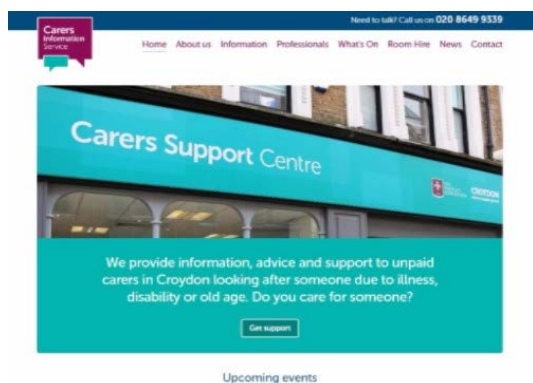 Need to talk? Call us on 020 8649 9339
Carers
Information
Service
Home About us Information Professionals What's On Room Hire News Contact
Carers Support Centre
CROYDON
We provide information, advice and support to unpaid
carers in Croydon looking after someone due to illness,
disability or old age. Do you care for someone?
Get support
Upcoming events